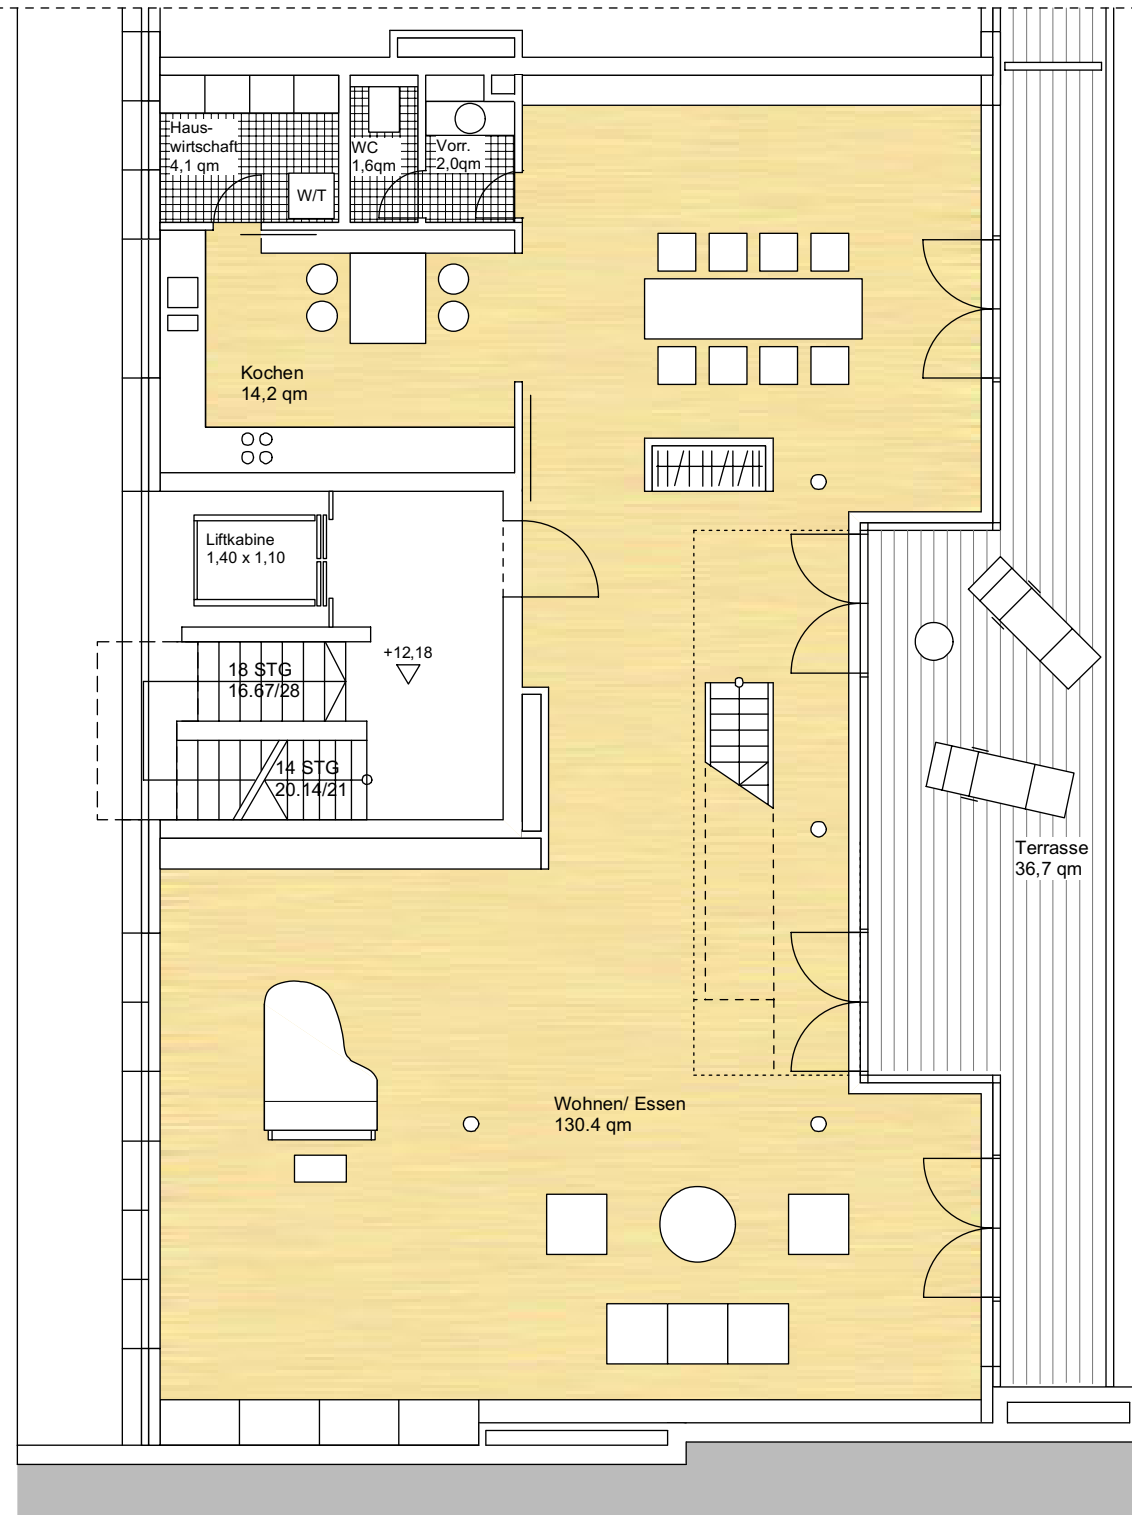 Haus-
wirtschaft
4,1 qm
WC
1,6qm
Vorr.
2,0qm
W/T
Kochen
14,2 qm
Liftkabine
1,40 x 1,10
+12,18
18 STG
16.67/28
14 STG
20.14/21
Terrasse
36,7 qm
Wohnen/ Essen
130.4 qm